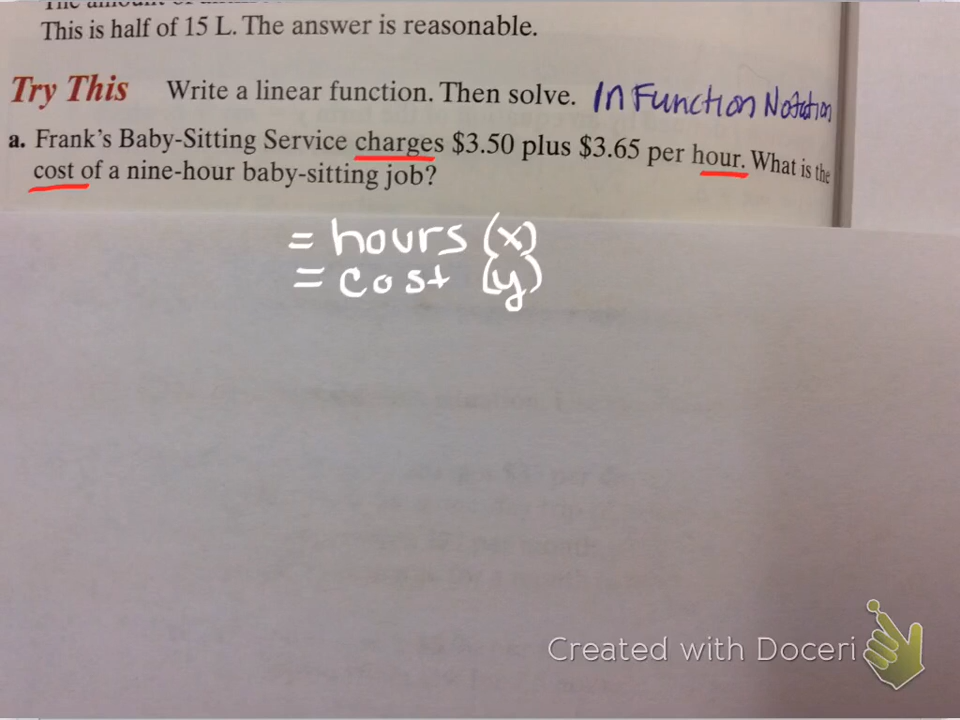 This is half of 15 L. The answer is reasonable.
Try This Write a linear function. Then solve. In Function Notation
a. Frank's Baby-Sitting Service charges $3.50 plus $3.65 per hour. What is the
cost of a nine-hour baby-sitting job?
= hours (x)
= cost (y)
Created with Doceri